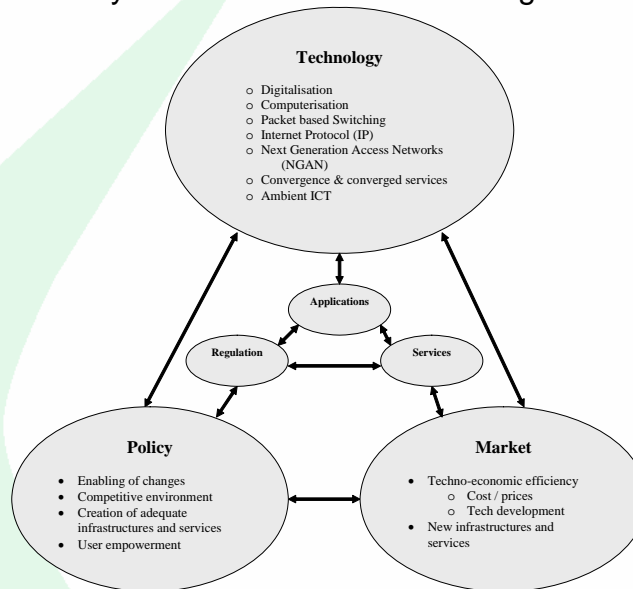 Technology
o Digitalisation
o Computerisation
o Packet based Switching
o Internet Protocol (IP)
o Next Generation Access Networks
(NGAN)
o Convergence & converged services
o Ambient ICT
Applications
Regulation
Services
Policy
• Enabling of changes
• Competitive environment
• Creation of adequate
infrastructures and services
• User empowerment
Market
• Techno-economic efficiency
o Cost / prices
o Tech development
• New infrastructures and
services